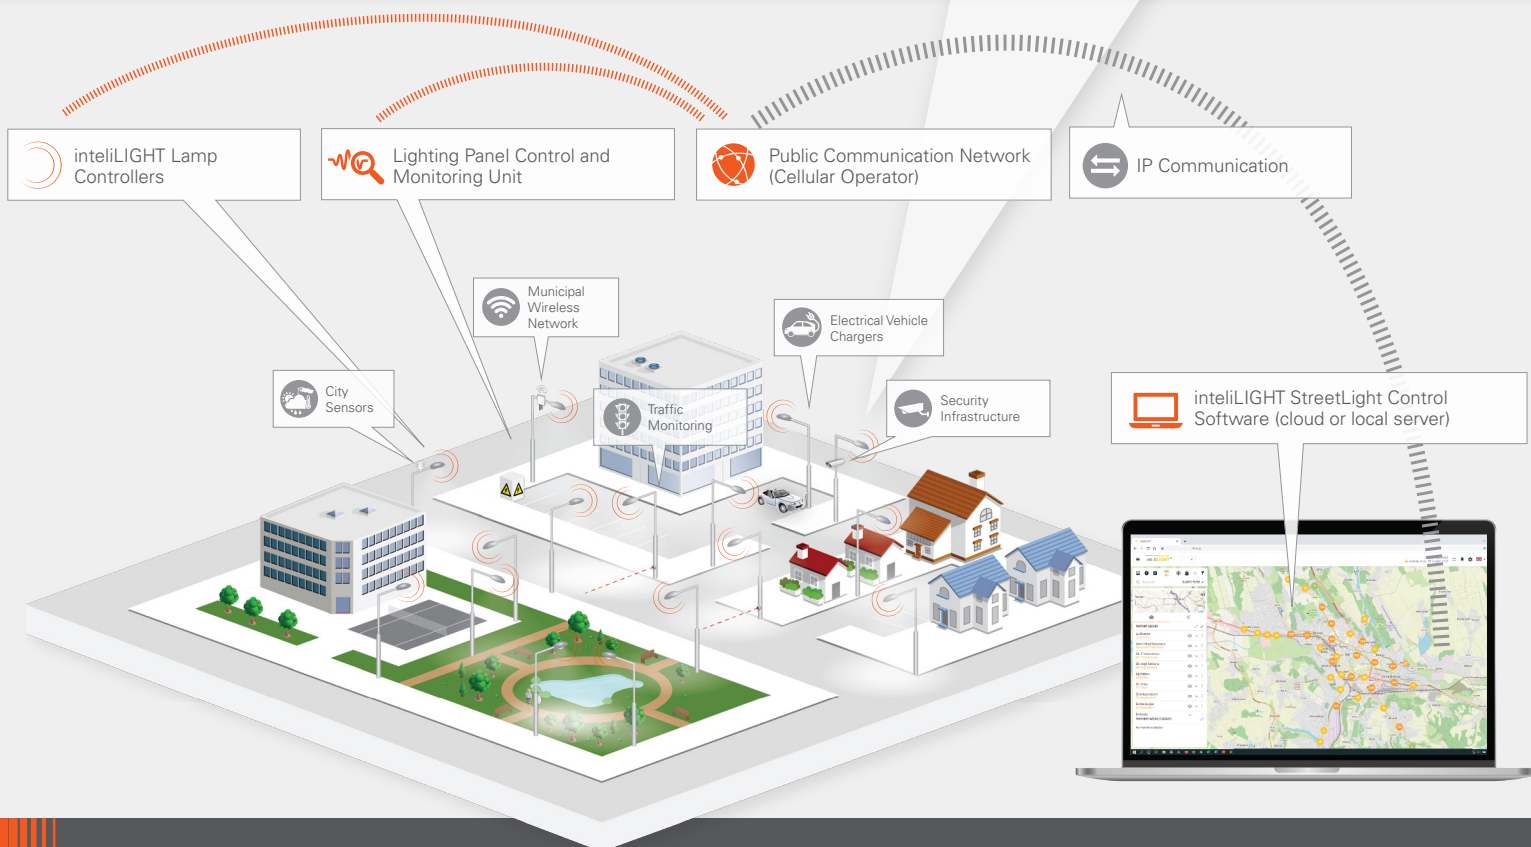 inteliLIGHT Lamp
Controllers
Lighting Panel Control and
Monitoring Unit
Public Communication Network
(Cellular Operator)
IP Communication
Municipal
Wireless
Network
Electrical Vehicle
Chargers
City
Sensors
Traffic
Monitoring
Security
Infrastructure
inteliLIGHT StreetLight Control
Software (cloud or local server)